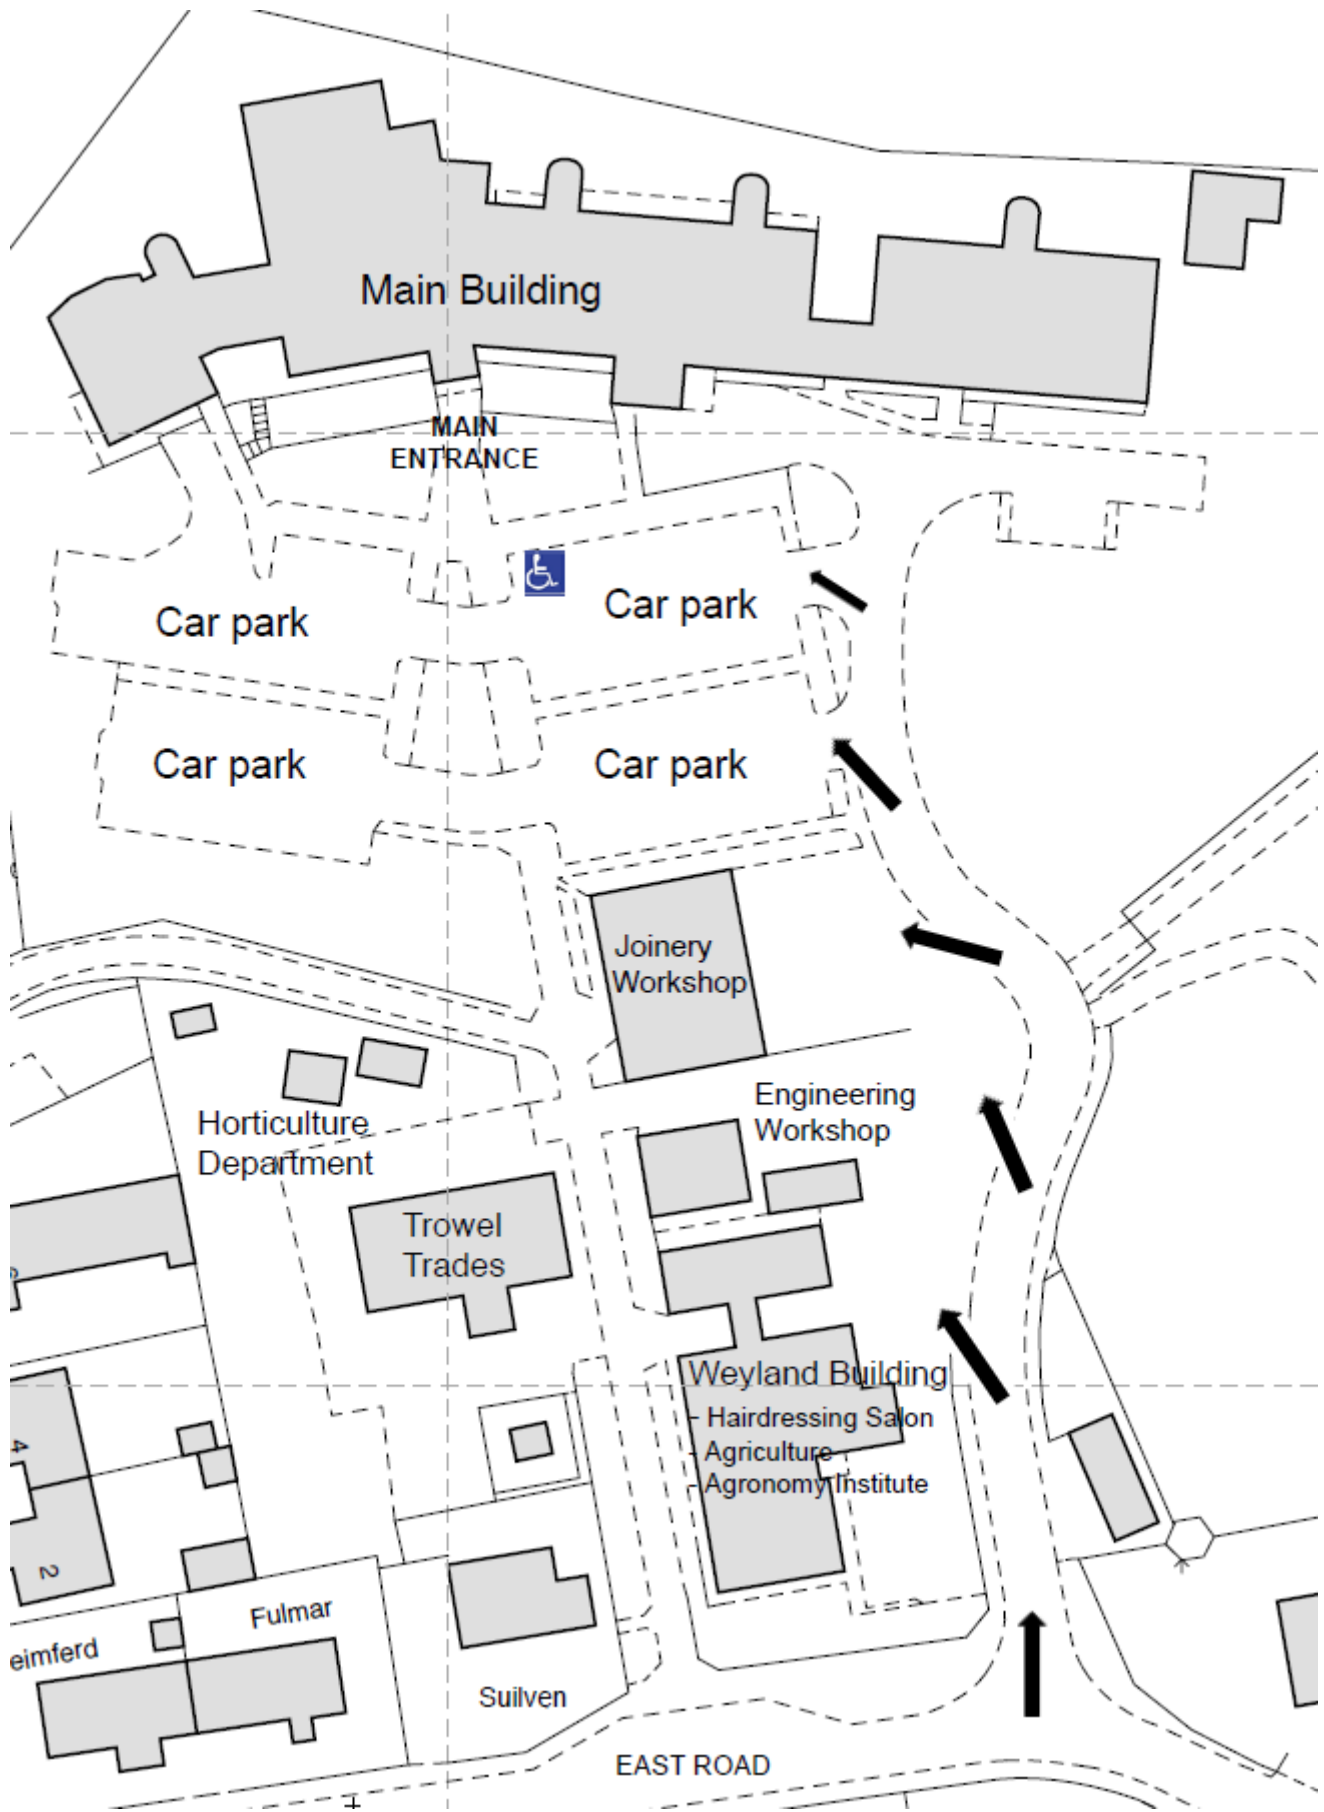 Main Building
MAIN
ENTRANCE
Car park
Car park
Car park
Car park
Joinery
Workshop
Engineering
Workshop
Horticulture
Department
Trowel
Trades
Weyland Building
- Hairdressing Salon
- Agriculture
- Agronomy Institute
4
2
Fulmar
eimferd
Suilven
EAST ROAD